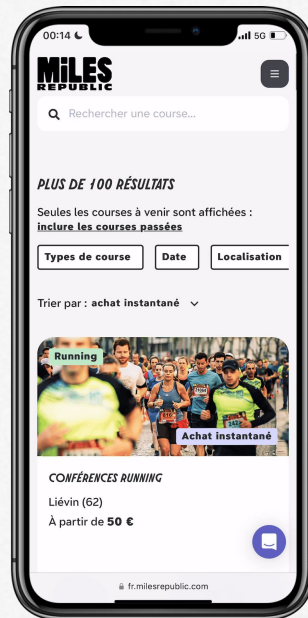 00:14
5G
MiLES
REPUBLIC
Rechercher une course...
PLUS DE 100 RÉSULTATS
Seules les courses à venir sont affichées :
inclure les courses passées
Types de course Date Localisation
Trier par : achat instantané
Running
Achat instantané
CONFÉRENCES RUNNING
Liévin (62)
À partir de 50 €
fr.milesrepublic.com